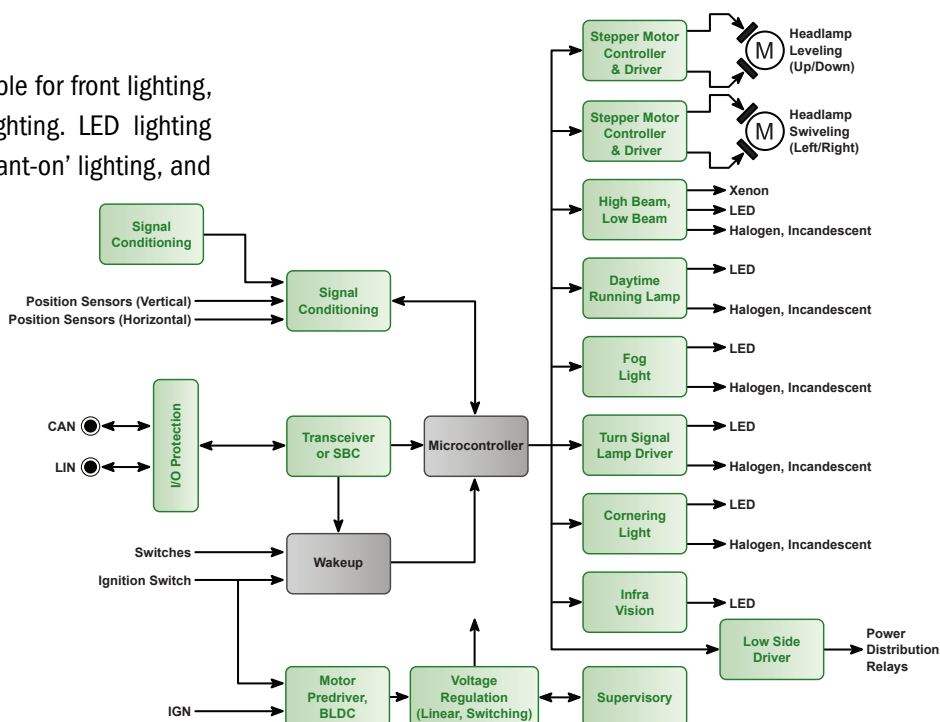 ole for front lighting,
ghting. LED lighting
ant-on’ lighting, and
Signal
Conditioning
Position Sensors (Vertical)
Position Sensors (Horizontal)
Signal
Conditioning
CAN
LIN
I/O Protection
Transceiver
or SBC
Microcontroller
Switches
Ignition Switch
Wakeup
IGN
Motor
Predriver,
BLDC
Voltage
Regulation
(Linear, Switching)
Supervisory
Stepper Motor
Controller
& Driver
M
Headlamp
Leveling
(Up/Down)
Stepper Motor
Controller
& Driver
M
Headlamp
Swiveling
(Left/Right)
High Beam,
Low Beam
Xenon
LED
Halogen, Incandescent
Daytime
Running Lamp
LED
Halogen, Incandescent
Fog
Light
LED
Halogen, Incandescent
Turn Signal
Lamp Driver
LED
Halogen, Incandescent
Cornering
Light
LED
Halogen, Incandescent
Infra
Vision
LED
Low Side
Driver
Power
Distribution
Relays